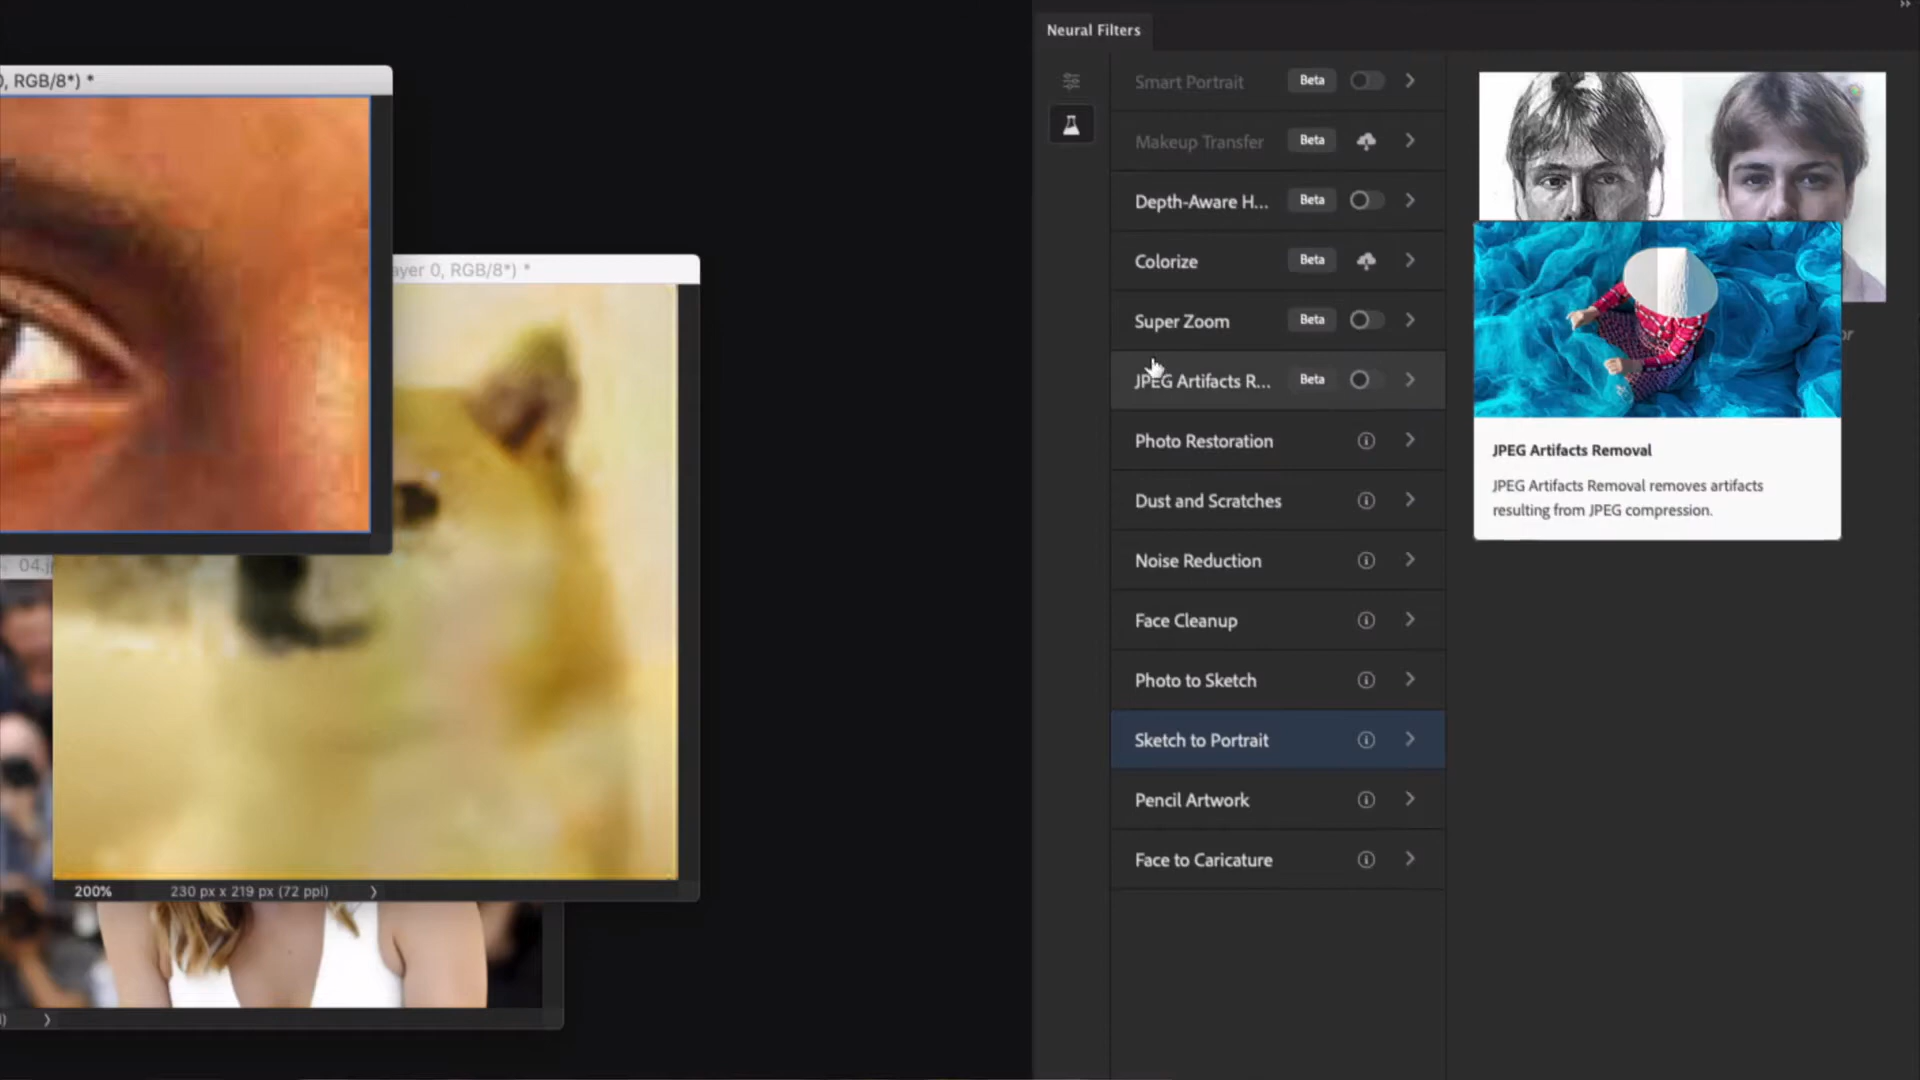 Neural Filters
), RGB/8*) *
Smart Portrait Beta
Makeup Transfer Beta
Depth-Aware H... Beta
Colorize Beta
ayer 0, RGB/8*) *
Super Zoom Beta
or
JPEG Artifacts R... Beta
Photo Restoration
JPEG Artifacts Removal
JPEG Artifacts Removal removes artifacts
resulting from JPEG compression.
Dust and Scratches
Noise Reduction
04.j
Face Cleanup
Photo to Sketch
Sketch to Portrait
Pencil Artwork
Face to Caricature
200% 230 px x 219 px (72 ppi)